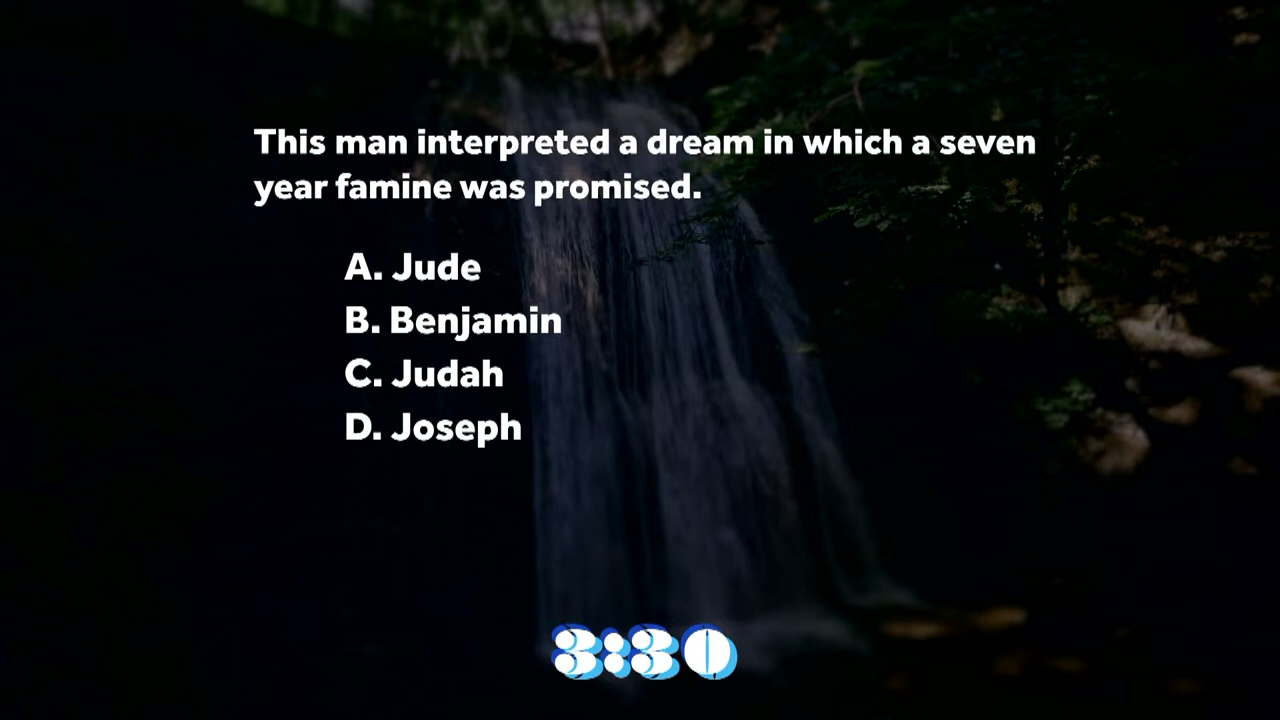 This man interpreted a dream in which a seven
year famine was promised.
A. Jude
B. Benjamin
C. Judah
D. Joseph
3:30